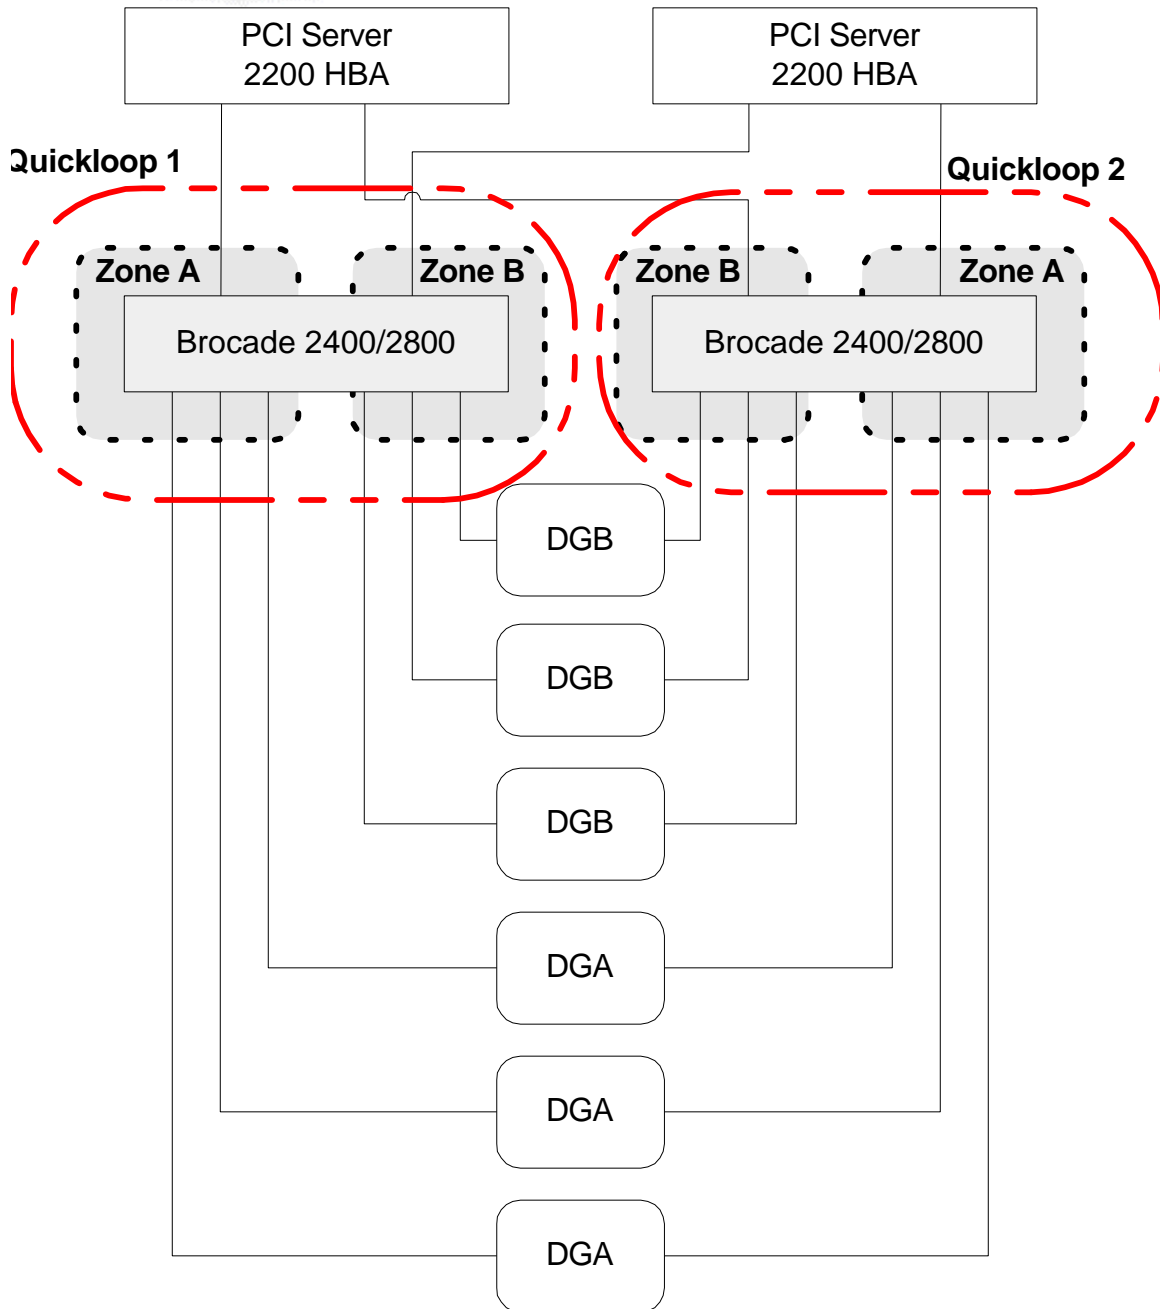 PCI Server
2200 HBA
PCI Server
2200 HBA
Quickloop 1
Quickloop 2
Zone A
Zone B
Zone B
Zone A
Brocade 2400/2800
Brocade 2400/2800
DGB
DGB
DGB
DGA
DGA
DGA